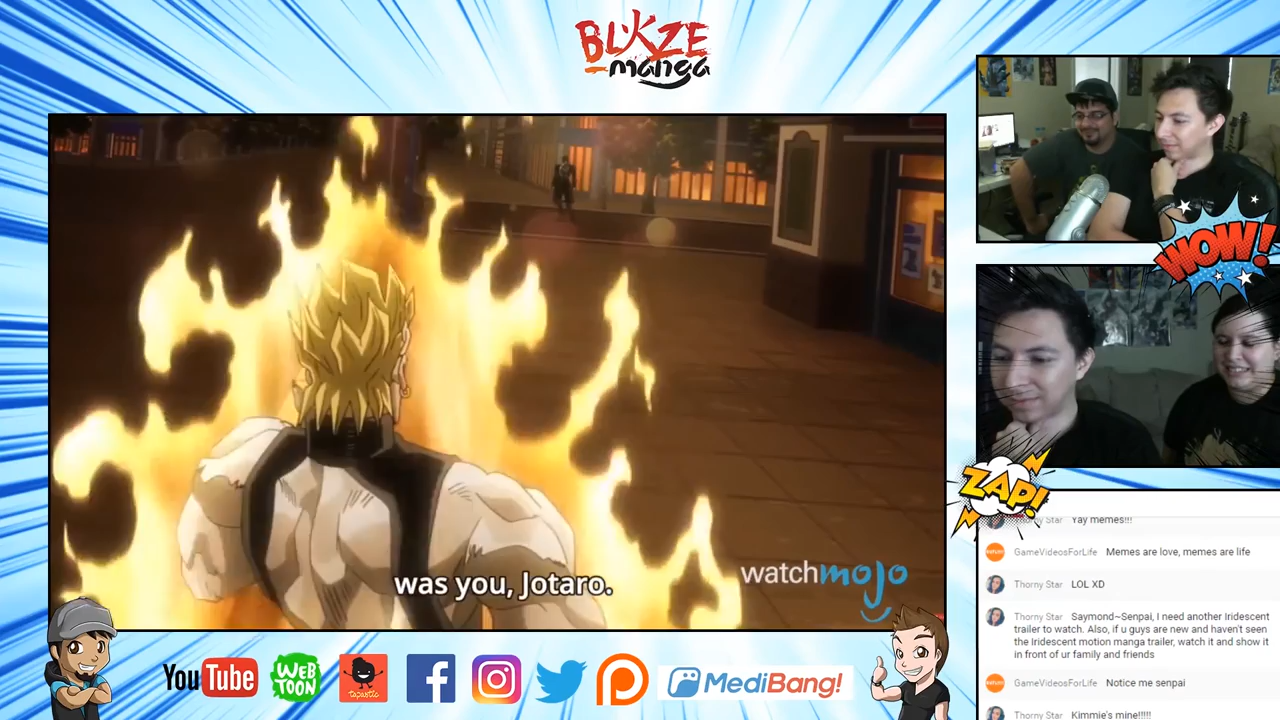 BLAZE
manga
WOW!
ZAP!
Thorny Star Yay memes!!!
GameVideosForLife Memes are love, memes are life
Thorny Star LOL XD
Thorny Star Saymond~Senpai, I need another Iridescent
trailer to watch. Also, if u guys are new and haven't seen
the Iridescent motion manga trailer, watch it and show it
in front of ur family and friends
GameVideosForLife Notice me senpai
Thorny Star Kimmie's mine!!!!!
watchmojo
was you, Jotaro.
YouTube
WEB
TOON
tapastic
MediBang!